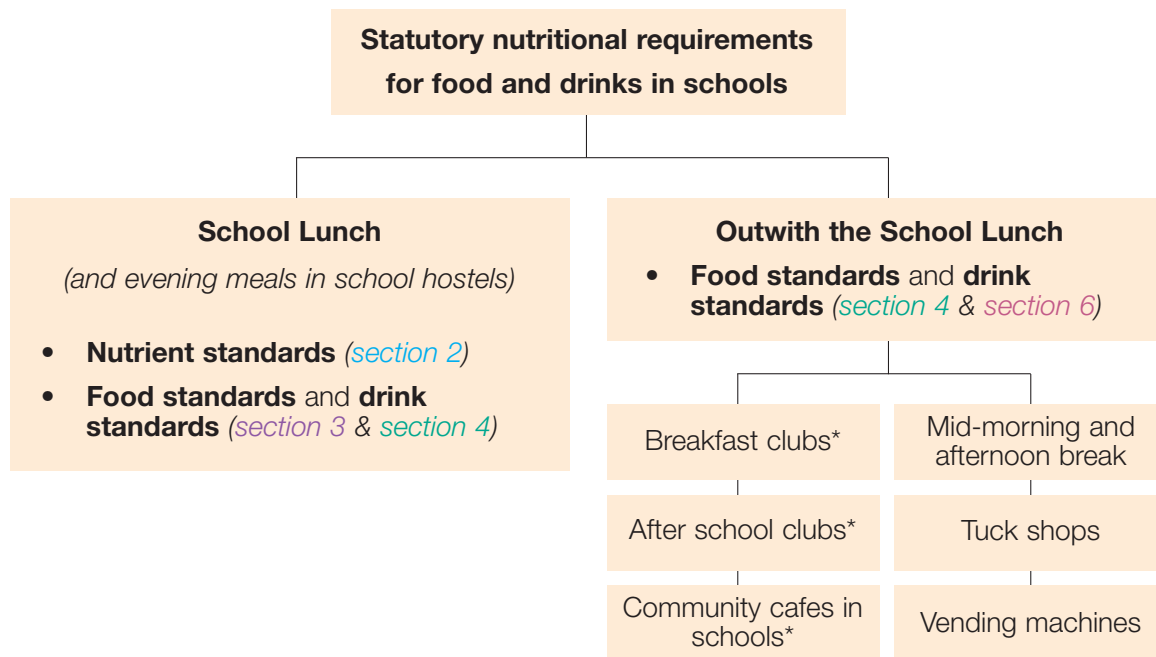 Statutory nutritional requirements
for food and drinks in schools
School Lunch
(and evening meals in school hostels)
• Nutrient standards (section 2)
• Food standards and drink
standards (section 3 & section 4)
Outwith the School Lunch
• Food standards and drink
standards (section 4 & section 6)
Breakfast clubs*
After school clubs*
Community cafes in
schools*
Mid-morning and
afternoon break
Tuck shops
Vending machines